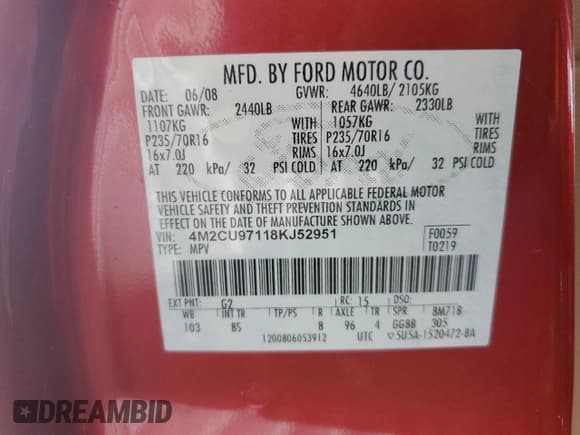 MFD. BY FORD MOTOR CO.
DATE: 06/08 GVWR: 4640LB/ 2105KG
FRONT GAWR: 2440LB REAR GAWR: 2330LB
1107KG WITH 1057KG WITH
P235/70R16 TIRES P235/70R16 TIRES
16x7.0J RIMS 16x7.0J RIMS
AT 220 kPa/ 32 PSI COLD AT 220 kPa/ 32 PSI COLD
THIS VEHICLE CONFORMS TO ALL APPLICABLE FEDERAL MOTOR
VEHICLE SAFETY AND THEFT PREVENTION STANDARDS IN
EFFECT ON THE DATE OF MANUFACTURE SHOWN ABOVE.
VIN: 4M2CU97118KJ52951 F0059
TYPE: MPV T0219
EXT PNT: G2 RC: 15 DSO:
WB INT TR TP/PS R AXLE TR SPR 8M71B
103 BS 8 96 4 GGBB 305
1200806053912 UTC 5U5A-1520472-BA
DREAMBID